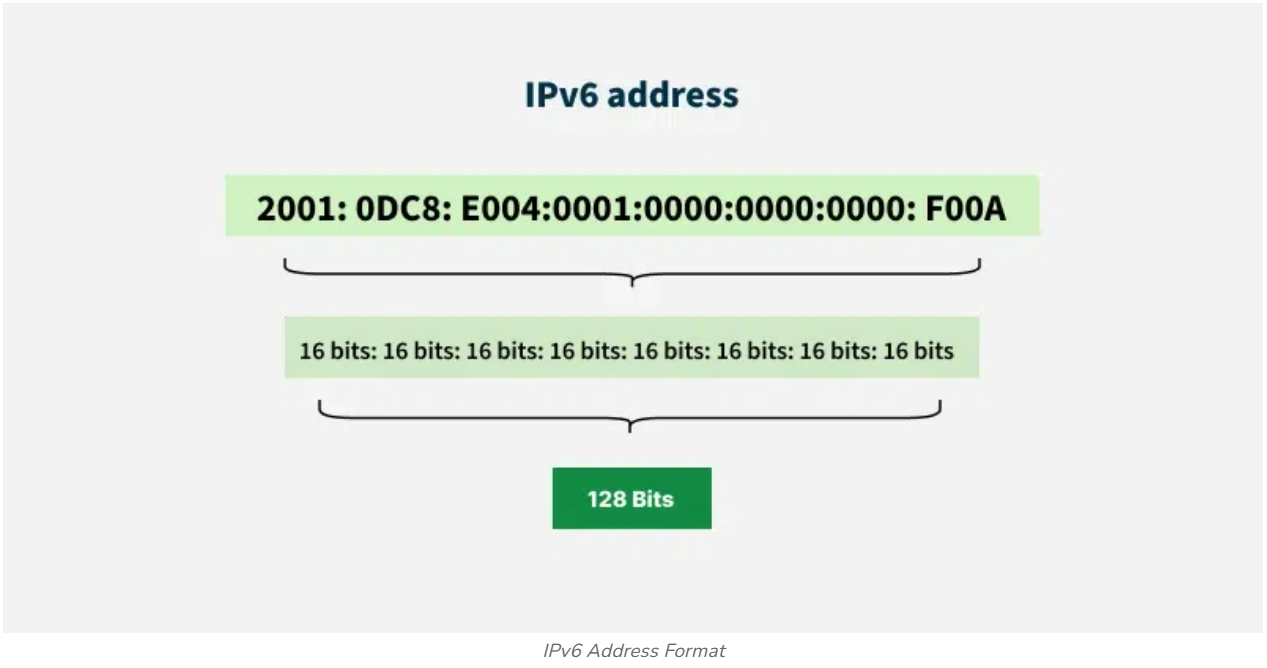 IPv6 address
2001: 0DC8: E004:0001:0000:0000:0000: F00A
16 bits: 16 bits: 16 bits: 16 bits: 16 bits: 16 bits: 16 bits: 16 bits
128 Bits
IPv6 Address Format